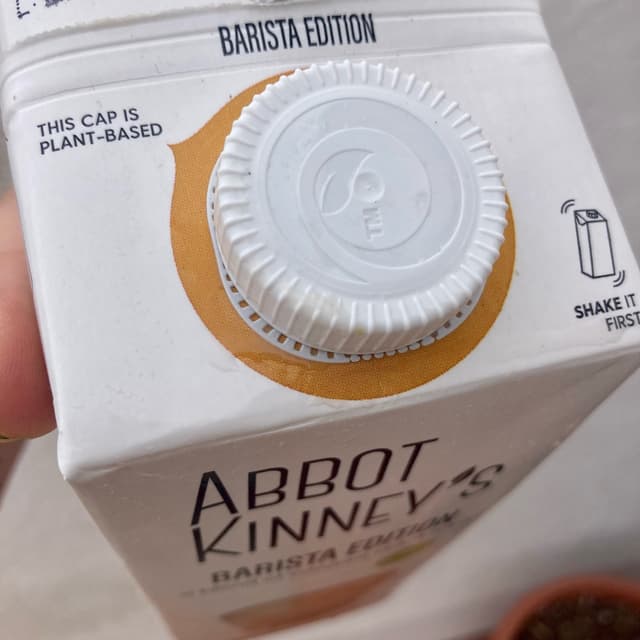 BARISTA EDITION
THIS CAP IS
PLANT-BASED
SHAKE IT
FIRST
ABBOT
KINNEY'S
BARISTA EDITION